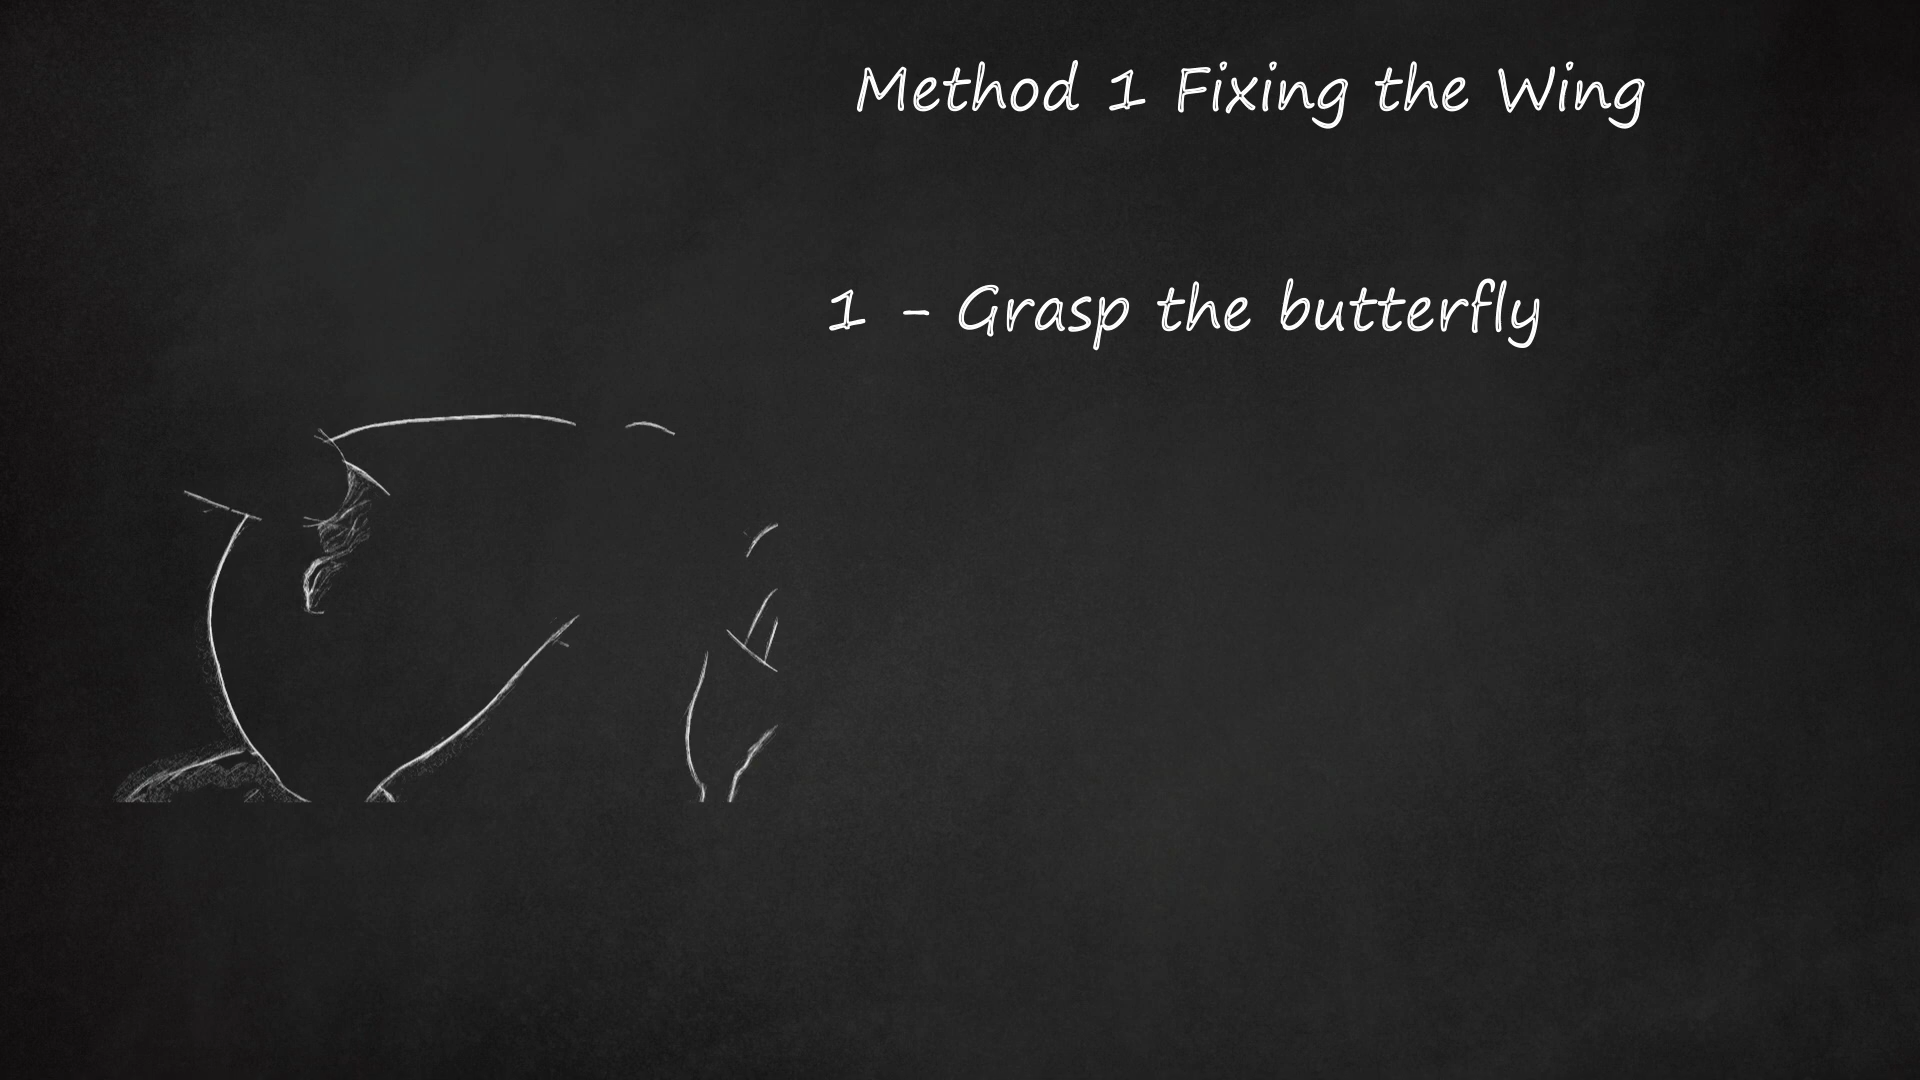 Method 1 Fixing the Wing
1 - Grasp the butterfly